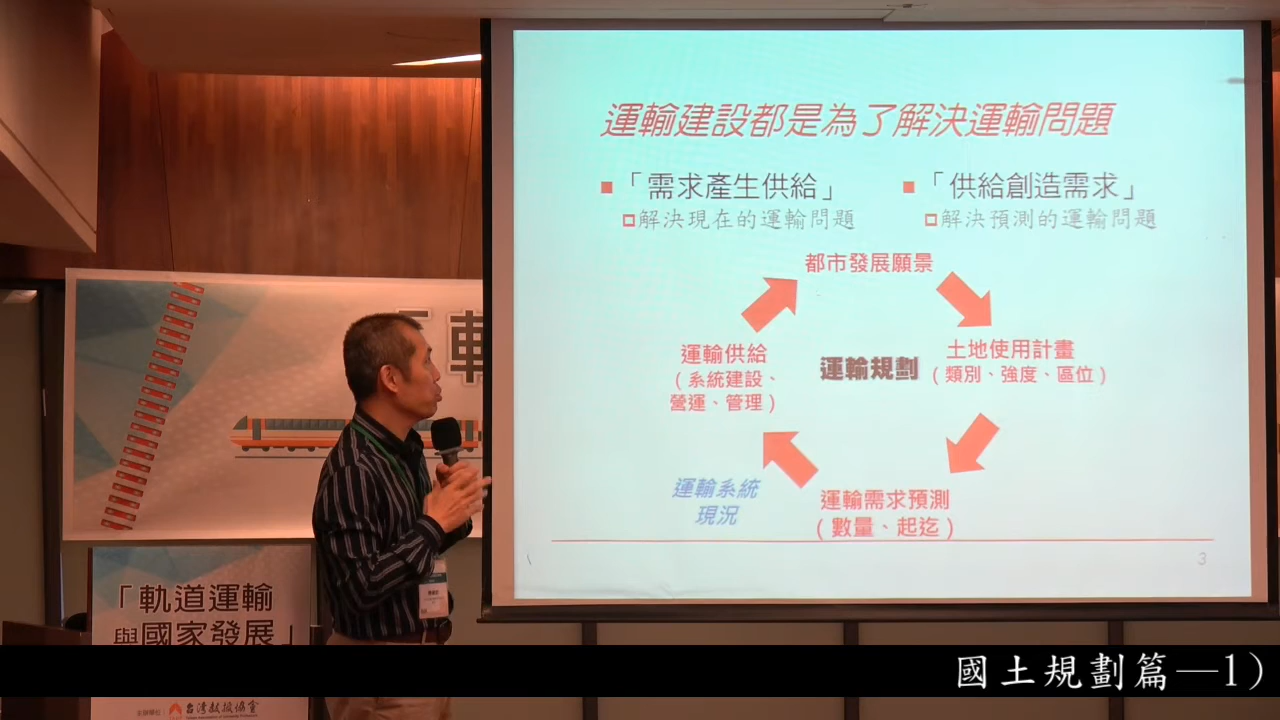 運輸建設都是為了解決運輸問題
「需求產生供給」
「供給創造需求」
解決現在的運輸問題
解決預測的運輸問題
都市發展願景
運輸供給
（系統建設、
營運、管理）
運輸規劃
土地使用計畫
（類別、強度、區位）
運輸系統
現況
運輸需求預測
（數量、起迄）
3
「軌
「軌道運輸
與國家發展」
國土規劃篇—1)
台灣教授協會